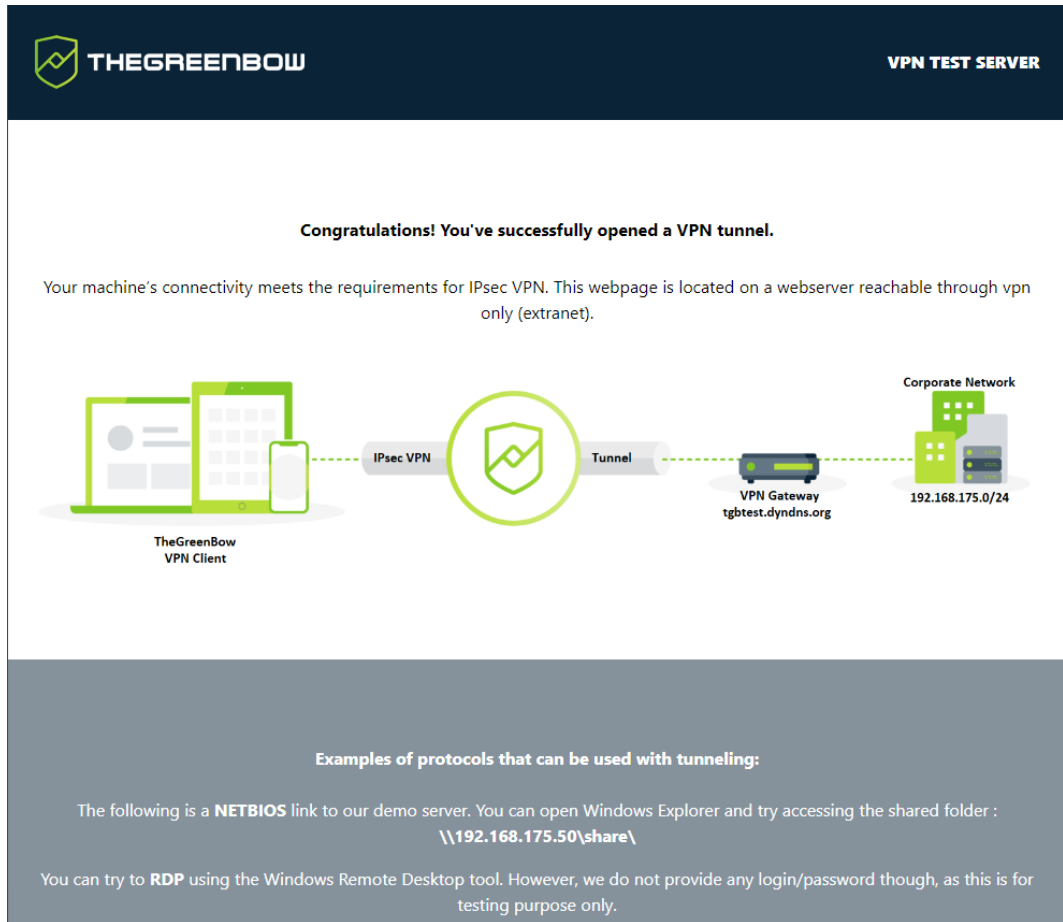 THEGREENBOW
VPN TEST SERVER
Congratulations! You've successfully opened a VPN tunnel.
Your machine’s connectivity meets the requirements for IPsec VPN. This webpage is located on a webserver reachable through vpn
only (extranet).
Corporate Network
IPsec VPN
Tunnel
VPN Gateway
tgbtest.dyndns.org
192.168.175.0/24
TheGreenBow
VPN Client
Examples of protocols that can be used with tunneling:
The following is a NETBIOS link to our demo server. You can open Windows Explorer and try accessing the shared folder :
\\192.168.175.50\share\
You can try to RDP using the Windows Remote Desktop tool. However, we do not provide any login/password though, as this is for
testing purpose only.